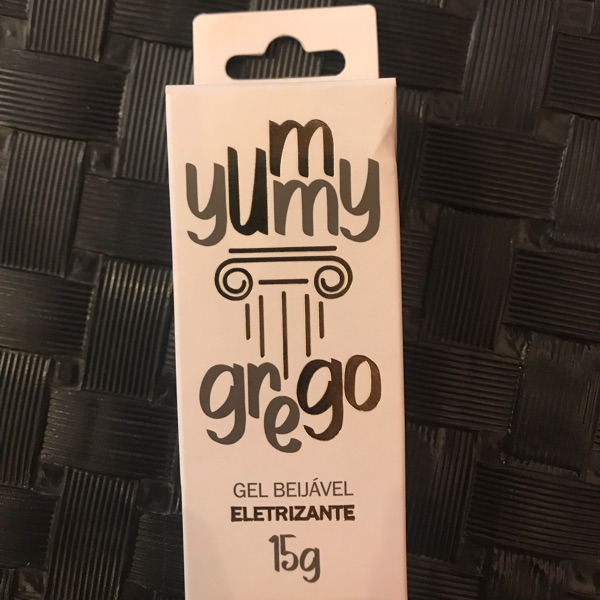 yummy
grego
GEL BEIJÁVEL
ELETRIZANTE
15g